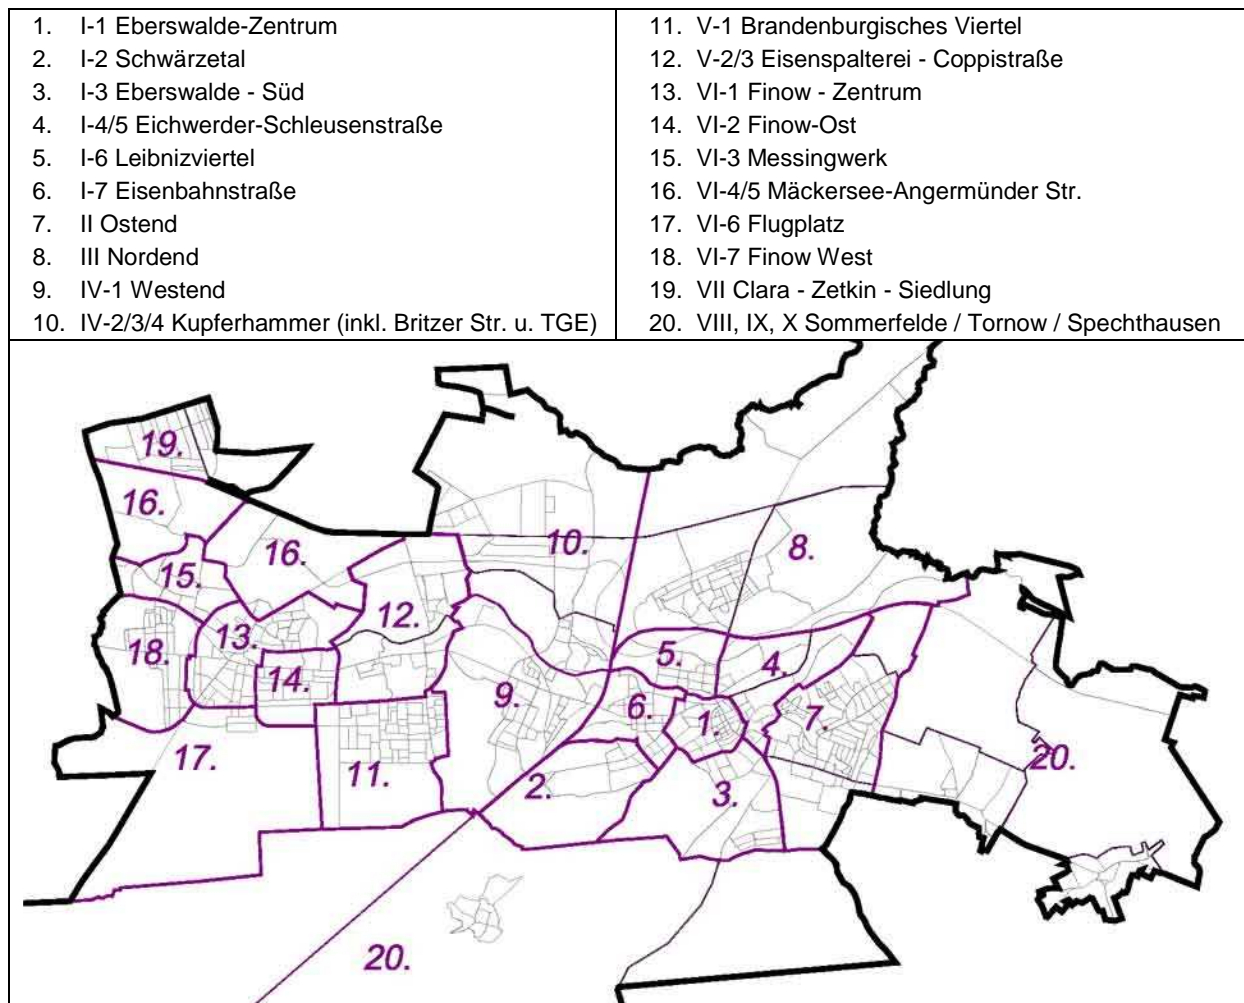 1. I-1 Eberswalde-Zentrum
2. I-2 Schwärzetal
3. I-3 Eberswalde - Süd
4. I-4/5 Eichwerder-Schleusenstraße
5. I-6 Leibnizviertel
6. I-7 Eisenbahnstraße
7. II Ostend
8. III Nordend
9. IV-1 Westend
10. IV-2/3/4 Kupferhammer (inkl. Britzer Str. u. TGE)
11. V-1 Brandenburgisches Viertel
12. V-2/3 Eisenspalterei - Coppistraße
13. VI-1 Finow - Zentrum
14. VI-2 Finow-Ost
15. VI-3 Messingwerk
16. VI-4/5 Mäckersee-Angermünder Str.
17. VI-6 Flugplatz
18. VI-7 Finow West
19. VII Clara - Zetkin - Siedlung
20. VIII, IX, X Sommerfelde / Tornow / Spechthausen
19.
16.
16.
10.
8.
15.
12.
13.
18.
5.
4.
14.
9.
6.
1.
7.
17.
11.
2.
3.
20.
20.